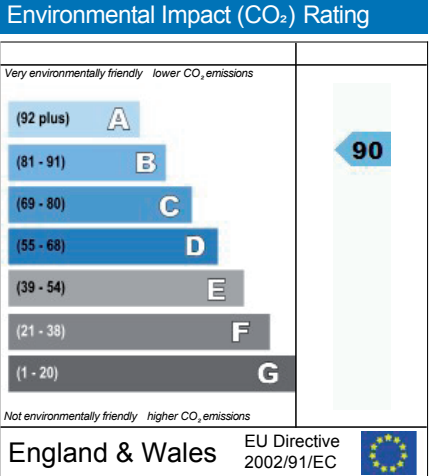 Environmental Impact (CO₂) Rating
Very environmentally friendly lower CO₂ emissions
(92 plus) A
(81 - 91) B
90
(69 - 80) C
(55 - 68) D
(39 - 54) E
(21 - 38) F
(1 - 20) G
Not environmentally friendly higher CO₂ emissions
England & Wales
EU Directive
2002/91/EC